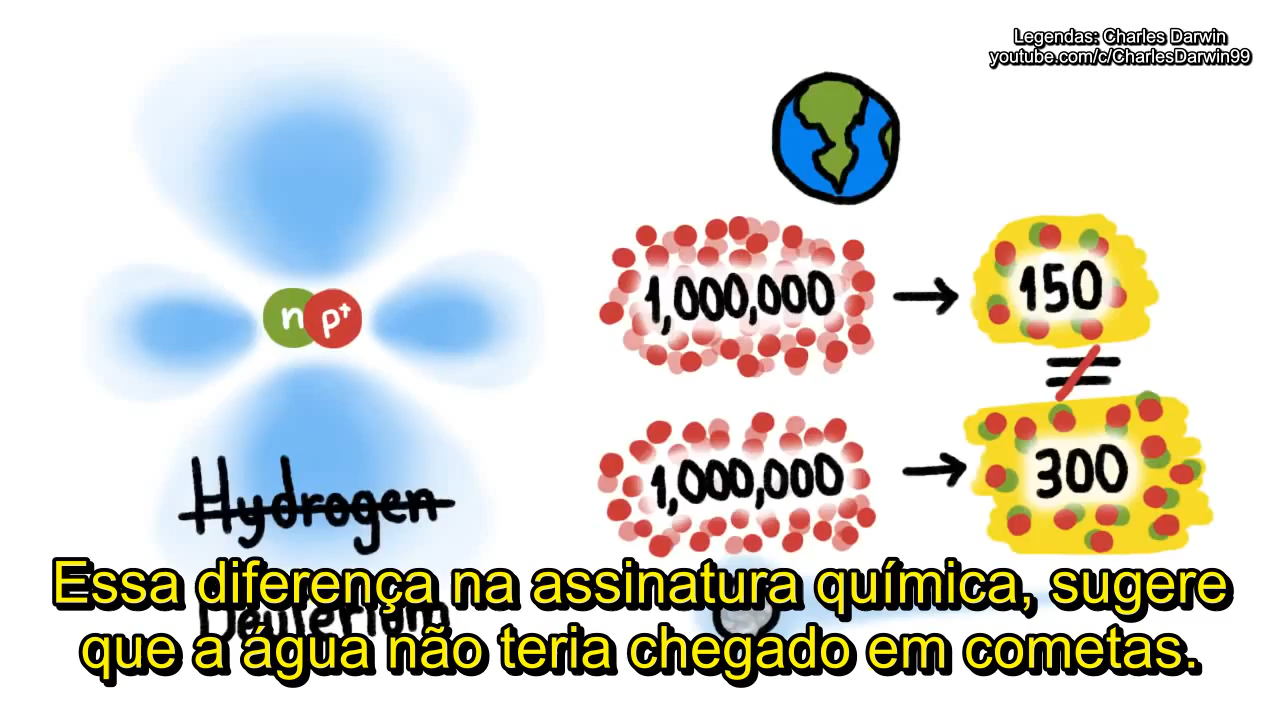 Legendas: Charles Darwin
youtube.com/c/CharlesDarwin99
1,000,000
150
n
p+
1,000,000
300
Hydrogen
Deuterium
Essa diferença na assinatura química, sugere
que a água não teria chegado em cometas.